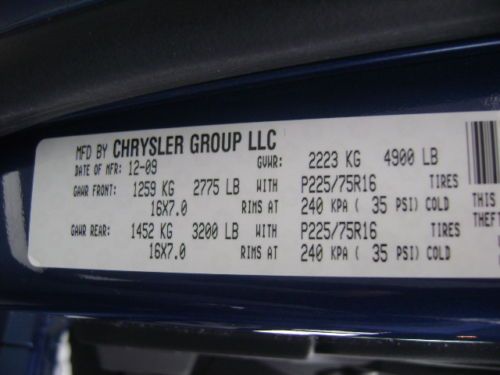 MFD BY CHRYSLER GROUP LLC
DATE OF MFR: 12-09 GVWR: 2223 KG 4900 LB
GAWR FRONT: 1259 KG 2775 LB WITH P225/75R16 TIRES
16X7.0 RIMS AT 240 KPA ( 35 PSI) COLD
GAWR REAR: 1452 KG 3200 LB WITH P225/75R16 TIRES
16X7.0 RIMS AT 240 KPA ( 35 PSI) COLD
THIS
THEFT